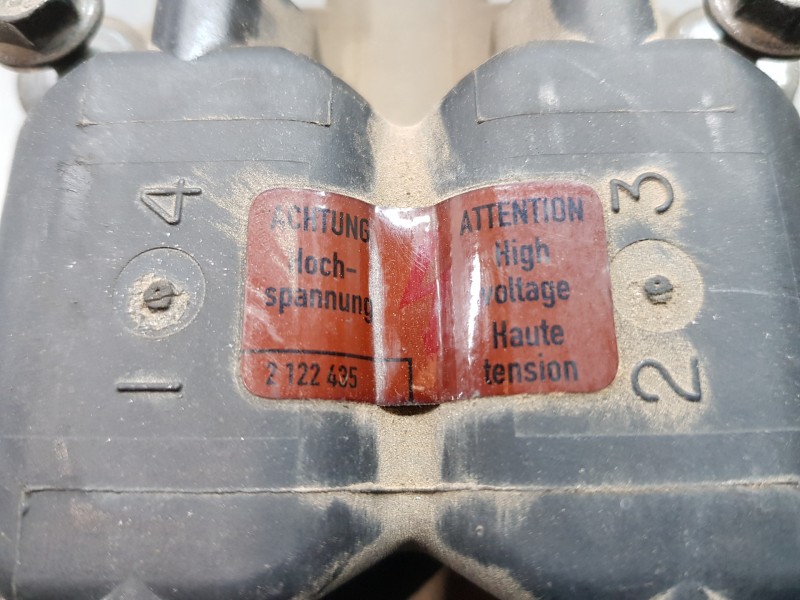 4
1
ACHTUNG
Hoch-
spannung
2 122 435
ATTENTION
High
voltage
Haute
tension
3
2